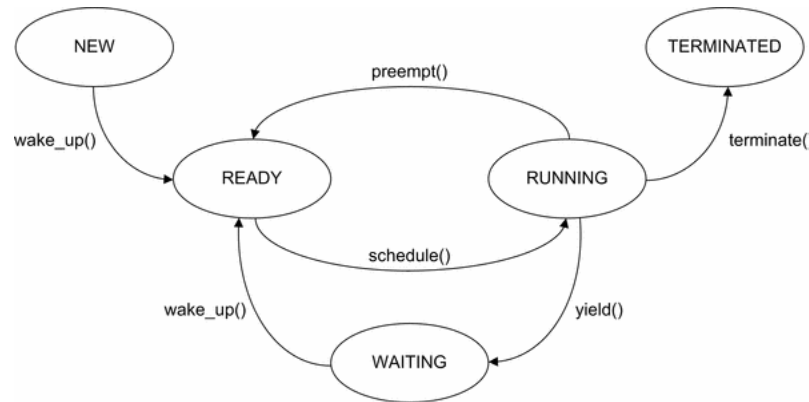 NEW
TERMINATED
preempt()
wake_up()
terminate()
READY
RUNNING
schedule()
wake_up()
yield()
WAITING